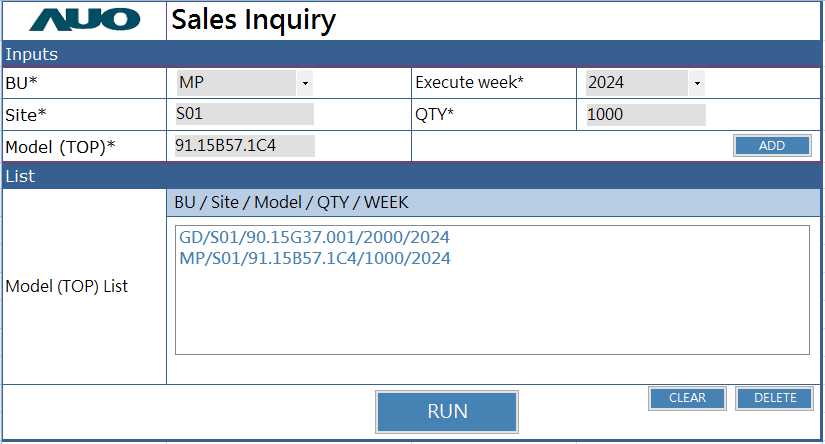 AUO Sales Inquiry
Inputs
BU* MP Execute week* 2024
Site* S01 QTY* 1000
Model (TOP)* 91.15B57.1C4 ADD
List
BU / Site / Model / QTY / WEEK
GD/S01/90.15G37.001/2000/2024
MP/S01/91.15B57.1C4/1000/2024
Model (TOP) List
RUN CLEAR DELETE